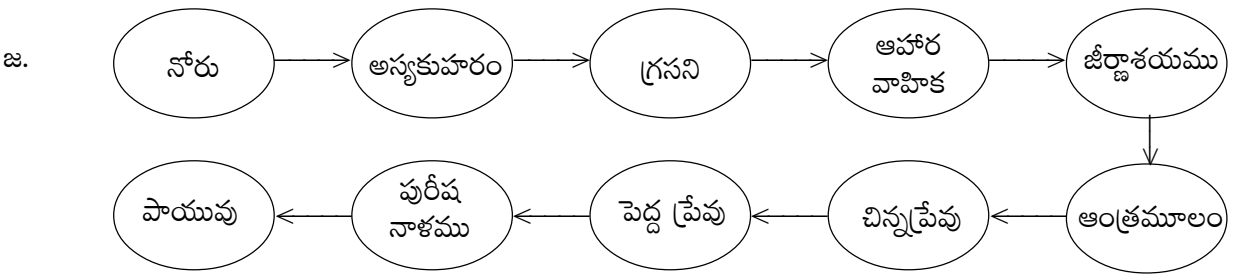 జ.
నోరు
అస్యకుహరం
గ్రసని
ఆహార
వాహిక
జీర్ణాశయము
ఆంత్రమూలం
చిన్నప్రేవు
పెద్ద ప్రేవు
పురీష
నాళము
పాయువు